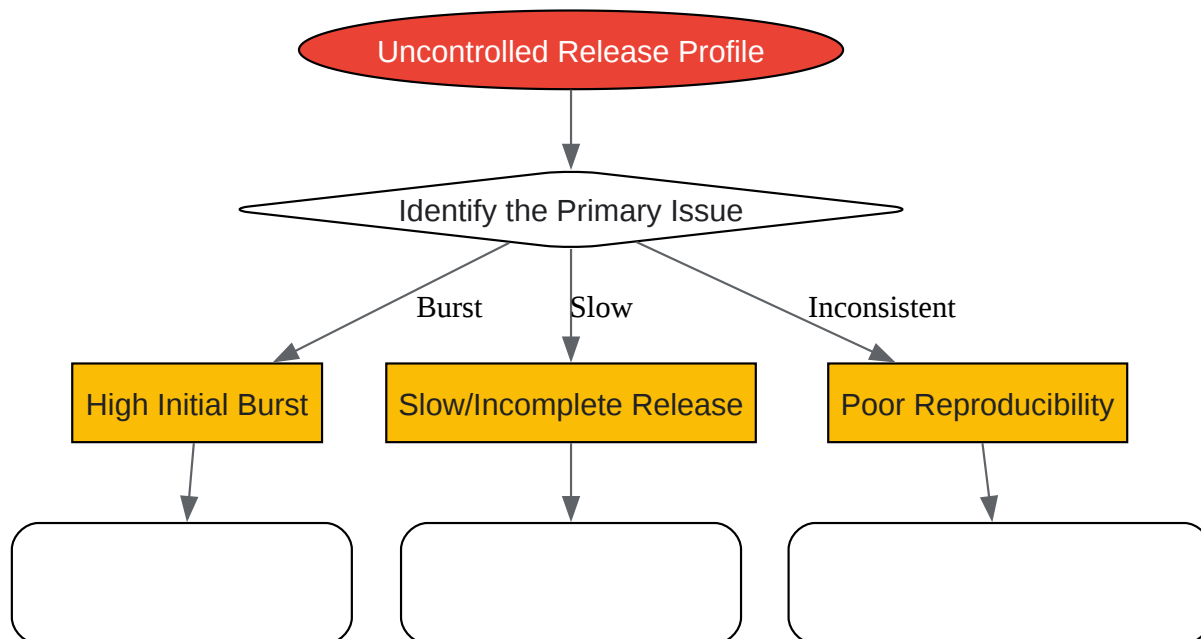 Uncontrolled Release Profile
Identify the Primary Issue
Burst
Slow
Inconsistent
High Initial Burst
Slow/Incomplete Release
Poor Reproducibility